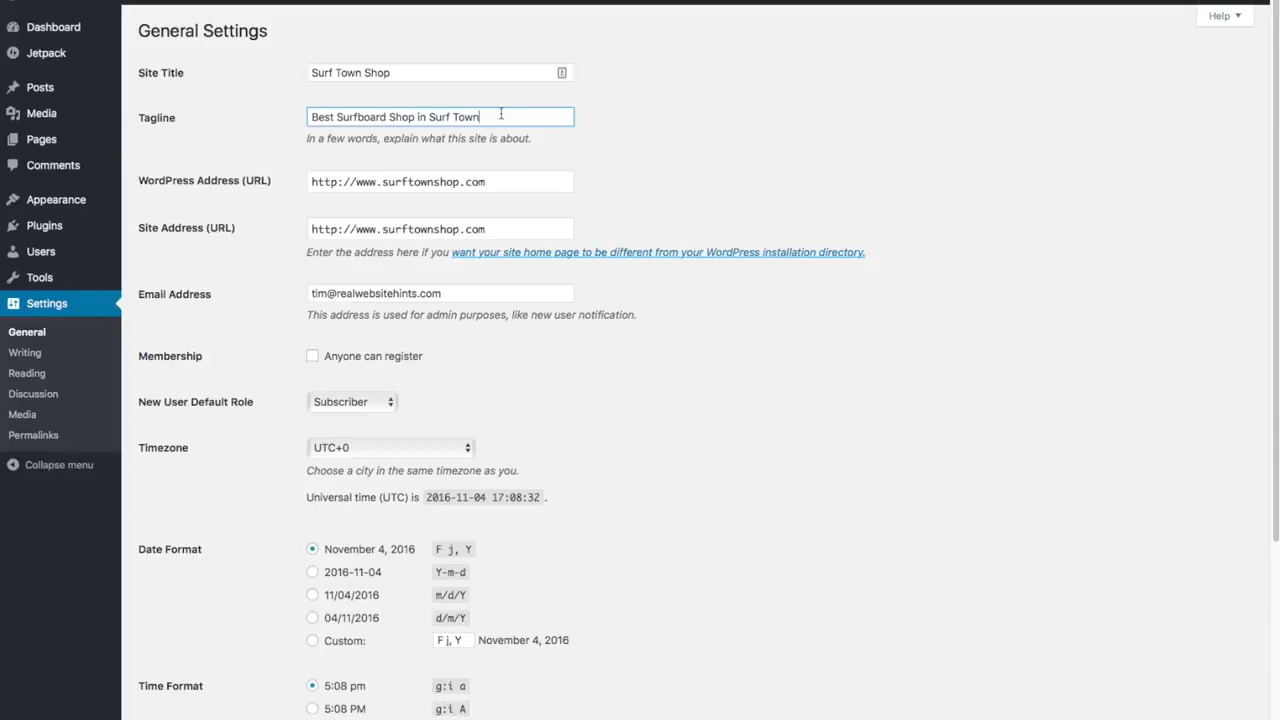 Help
Dashboard
Jetpack
Posts
Media
Pages
Comments
Appearance
Plugins
Users
Tools
Settings
General
Writing
Reading
Discussion
Media
Permalinks
Collapse menu
General Settings
Site Title Surf Town Shop
Tagline Best Surfboard Shop in Surf Town
In a few words, explain what this site is about.
WordPress Address (URL) http://www.surftownshop.com
Site Address (URL) http://www.surftownshop.com
Enter the address here if you want your site home page to be different from your WordPress installation directory.
Email Address tim@realwebsitehints.com
This address is used for admin purposes, like new user notification.
Membership Anyone can register
New User Default Role Subscriber
Timezone UTC+0
Choose a city in the same timezone as you.
Universal time (UTC) is 2016-11-04 17:08:32 .
Date Format November 4, 2016 F j, Y
2016-11-04 Y-m-d
11/04/2016 m/d/Y
04/11/2016 d/m/Y
Custom: F j, Y November 4, 2016
Time Format 5:08 pm g:i a
5:08 PM g:i A